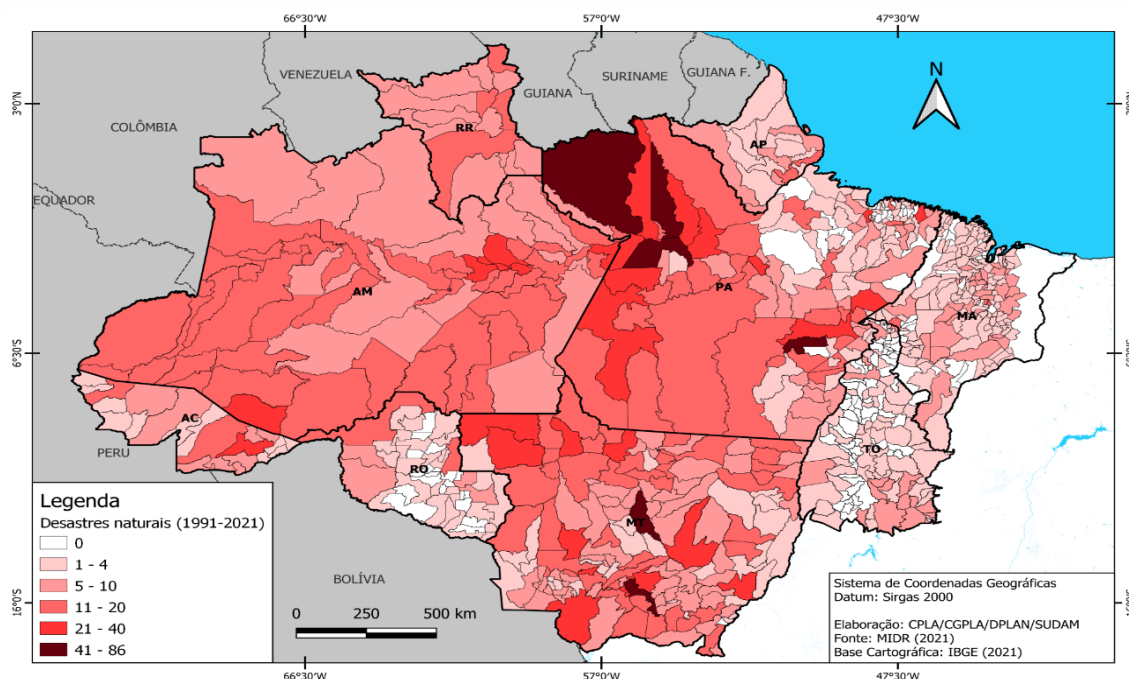 66°30'W 57°0'W 47°30'W
N
VENEZUELA
SURINAME
GUIANA F.
GUIANA
3°0'N
COLÔMBIA
RR
AP
EQUADOR
AM
PA
MA
6°30'S
AC
PERU
RO
TO
MT
BOLÍVIA
Legenda
Desastres naturais (1991-2021)
0
1 - 4
5 - 10
11 - 20
21 - 40
41 - 86
16°0'S
0 250 500 km
Sistema de Coordenadas Geográficas
Datum: Sirgas 2000
Elaboração: CPLA/CGPLA/DPLAN/SUDAM
Fonte: MIDR (2021)
Base Cartográfica: IBGE (2021)
66°30'W 57°0'W 47°30'W